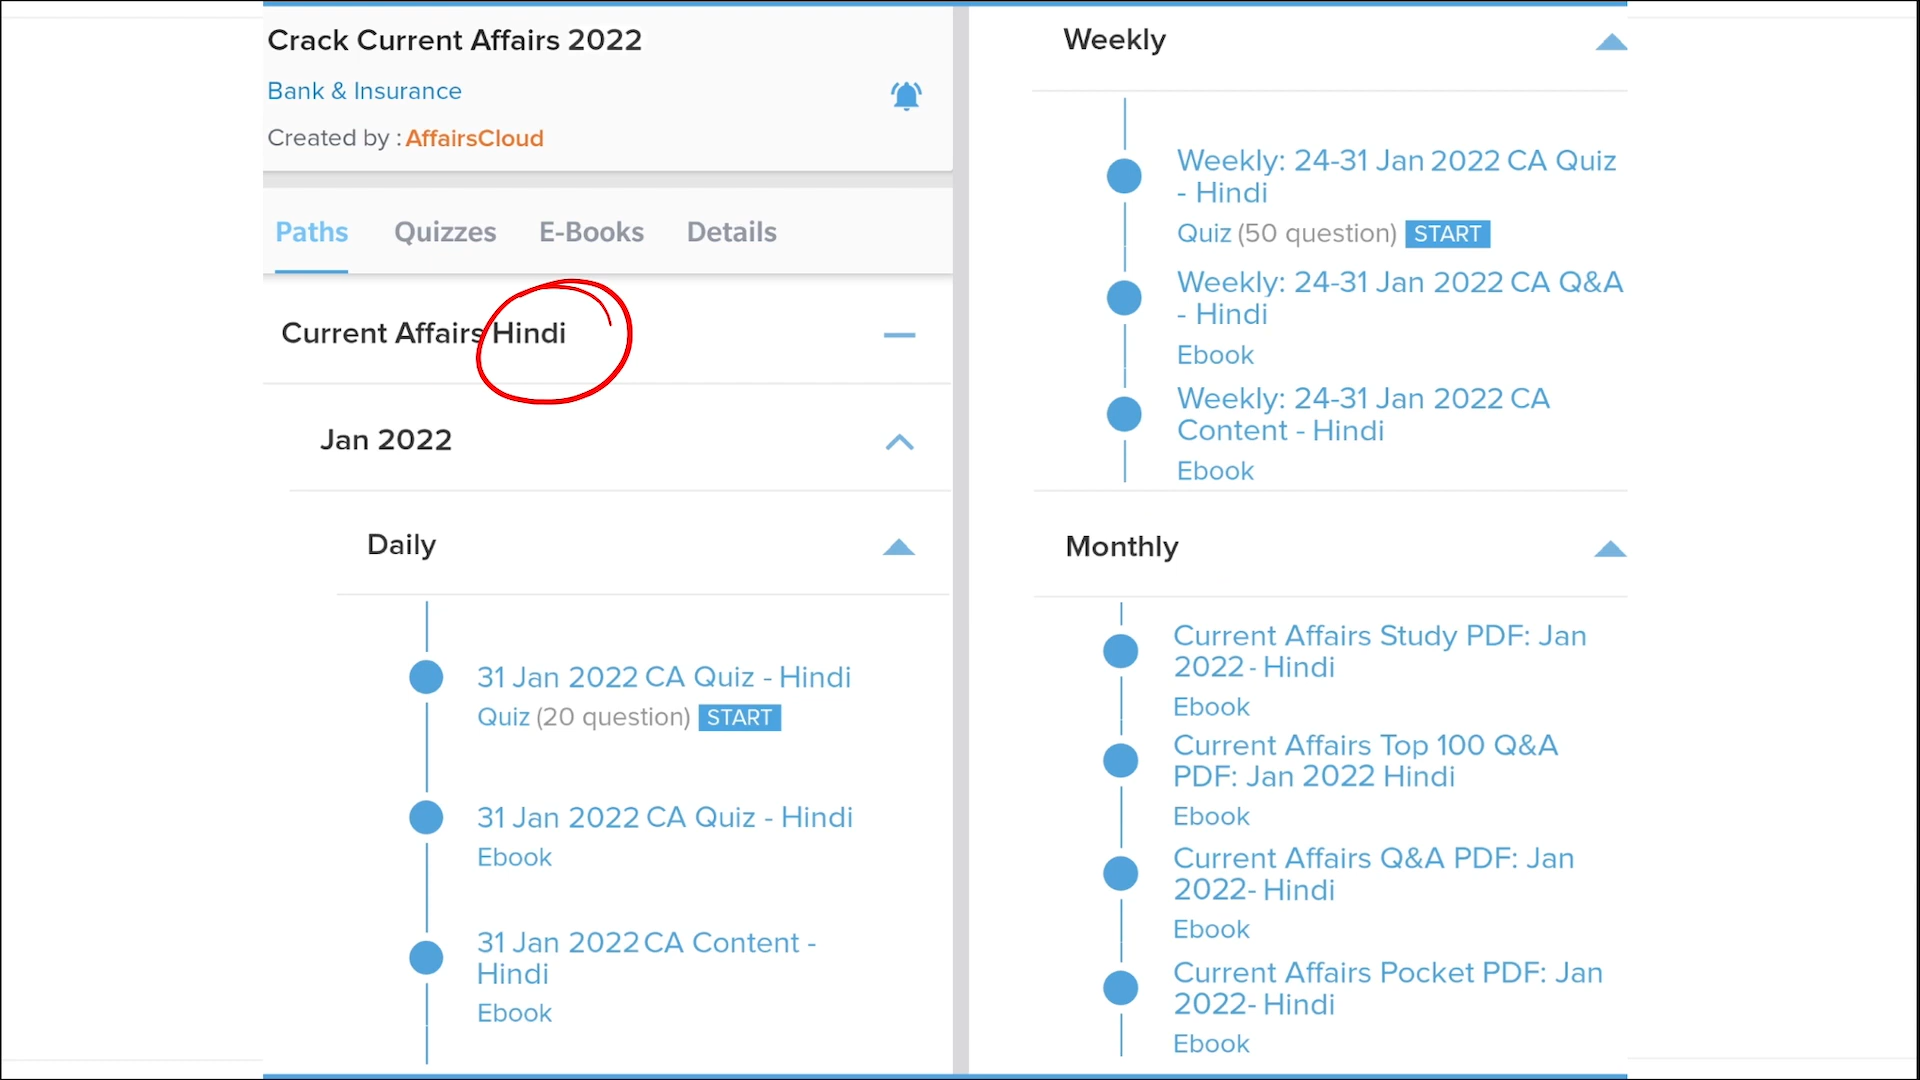 Crack Current Affairs 2022
Bank & Insurance
Created by : AffairsCloud
Paths Quizzes E-Books Details
Current Affairs Hindi
Jan 2022
Daily
31 Jan 2022 CA Quiz - Hindi
Quiz (20 question) START
31 Jan 2022 CA Quiz - Hindi
Ebook
31 Jan 2022 CA Content -
Hindi
Ebook
Weekly
Weekly: 24-31 Jan 2022 CA Quiz
- Hindi
Quiz (50 question) START
Weekly: 24-31 Jan 2022 CA Q&A
- Hindi
Ebook
Weekly: 24-31 Jan 2022 CA
Content - Hindi
Ebook
Monthly
Current Affairs Study PDF: Jan
2022 - Hindi
Ebook
Current Affairs Top 100 Q&A
PDF: Jan 2022 Hindi
Ebook
Current Affairs Q&A PDF: Jan
2022- Hindi
Ebook
Current Affairs Pocket PDF: Jan
2022- Hindi
Ebook